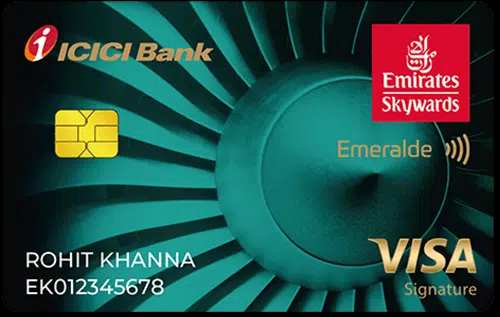 i ICICI Bank
Emirates
Skywards
Emeralde
ROHIT KHANNA
EK012345678
VISA
Signature